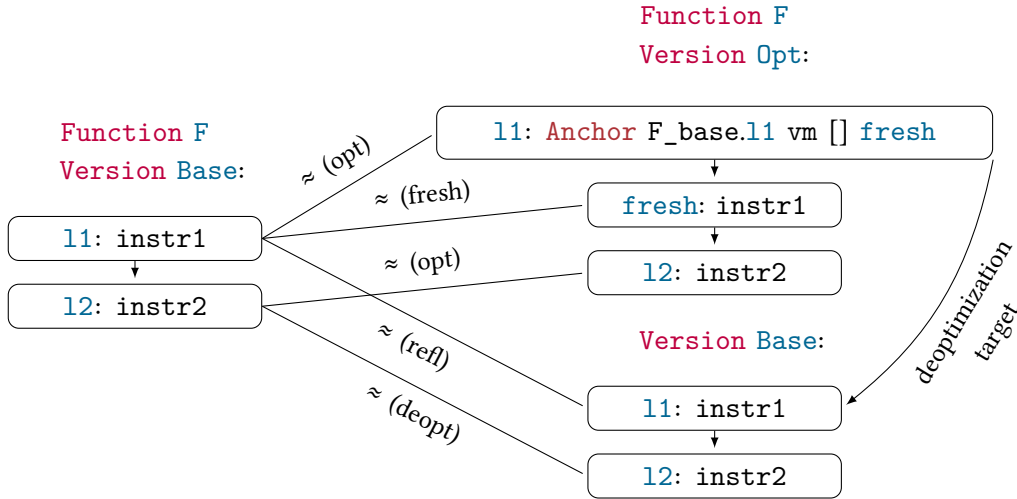 Function F
Version Opt:
l1: Anchor F_base.l1 vm [] fresh
fresh: instr1
l2: instr2
Function F
Version Base:
l1: instr1
l2: instr2
≈ (opt)
≈ (fresh)
≈ (opt)
≈ (refl)
≈ (deopt)
Version Base:
l1: instr1
l2: instr2
deoptimization
target